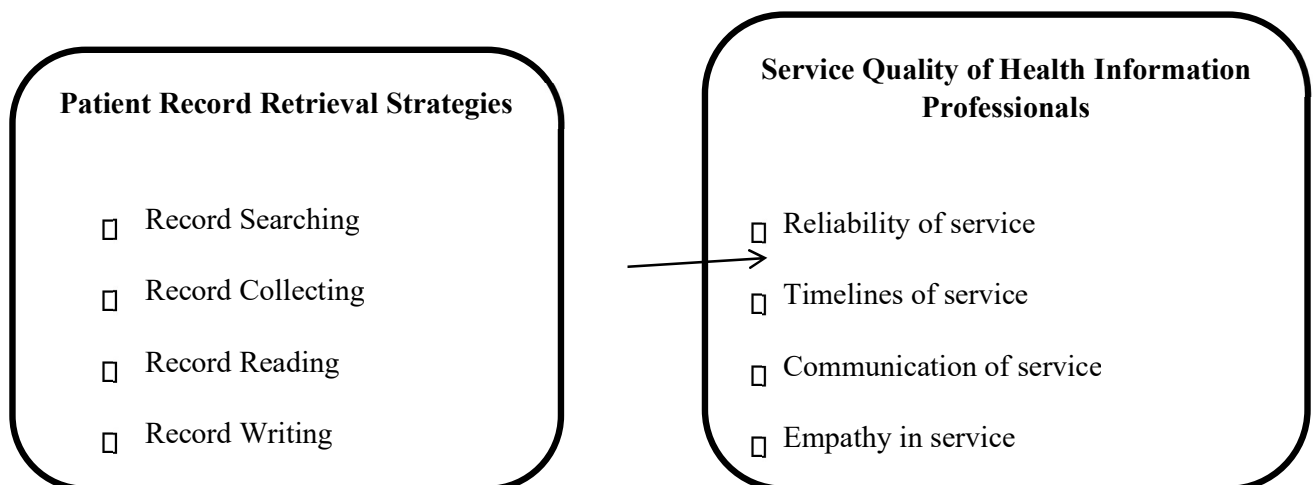 Patient Record Retrieval Strategies
Record Searching
Record Collecting
Record Reading
Record Writing
Service Quality of Health Information
Professionals
Reliability of service
Timelines of service
Communication of service
Empathy in service